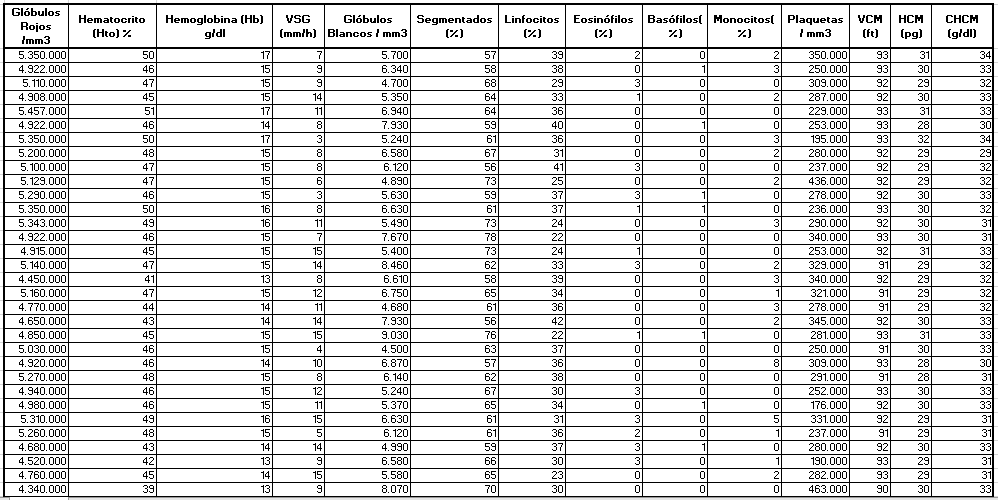 Glóbulos Rojos /mm3 Hematocrito (Hto) % Hemoglobina (Hb) g/dl VSG (mm/h) Glóbulos Blancos / mm3 Segmentados (%) Linfocitos (%) Eosinófilos (%) Basófilos( %) Monocitos( %) Plaquetas / mm3 VCM (ft) HCM (pg) CHCM (g/dl)
5.350.000 50 17 7 5.700 57 39 2 0 2 350.000 93 31 34
4.922.000 46 15 9 6.340 58 38 0 1 3 250.000 93 30 33
5.110.000 47 15 9 4.700 68 29 3 0 0 309.000 92 29 32
4.908.000 45 15 14 5.350 64 33 1 0 2 287.000 92 30 33
5.457.000 51 17 11 6.940 64 36 0 0 0 229.000 93 31 33
4.922.000 46 14 8 7.930 59 40 0 1 0 253.000 93 28 30
5.350.000 50 17 3 5.240 61 36 0 0 3 195.000 93 32 34
5.200.000 48 15 8 6.580 67 31 0 0 2 280.000 92 29 29
5.100.000 47 15 8 6.120 56 41 3 0 0 237.000 92 29 32
5.129.000 47 15 6 4.890 73 25 0 0 2 436.000 92 29 32
5.290.000 46 15 3 5.630 59 37 3 1 0 278.000 92 30 33
5.350.000 50 16 8 6.630 61 37 1 1 0 236.000 93 30 32
5.343.000 49 16 11 5.490 73 24 0 0 3 290.000 92 30 31
4.922.000 46 15 7 7.670 78 22 0 0 0 340.000 93 30 31
4.915.000 45 15 15 5.400 73 24 1 0 0 253.000 92 31 33
5.140.000 47 15 14 8.460 62 33 3 0 2 329.000 91 29 32
4.450.000 41 13 8 6.610 58 39 0 0 3 340.000 92 29 32
5.160.000 47 15 12 6.750 65 34 0 0 1 321.000 91 29 32
4.770.000 44 14 11 4.680 61 36 0 0 3 278.000 91 29 32
4.650.000 43 14 14 7.930 56 42 0 0 2 345.000 92 30 33
4.850.000 45 15 15 9.030 76 22 1 1 0 281.000 93 31 33
5.030.000 46 15 4 4.500 63 37 0 0 0 250.000 91 30 33
4.920.000 46 14 10 6.870 57 36 0 0 8 309.000 93 28 30
5.270.000 48 15 8 6.140 62 38 0 0 0 291.000 91 28 31
4.940.000 46 15 12 5.240 67 30 3 0 0 252.000 93 30 33
4.980.000 46 15 11 5.370 65 34 0 1 0 176.000 92 30 33
5.310.000 49 16 15 6.630 61 31 3 0 5 331.000 92 29 31
5.260.000 48 15 5 6.120 61 36 2 0 1 237.000 91 29 31
4.680.000 43 14 14 4.990 59 37 3 1 0 280.000 92 30 33
4.520.000 42 13 9 6.580 66 30 3 0 1 190.000 93 29 31
4.760.000 45 14 15 5.580 65 23 0 0 2 282.000 92 29 31
4.340.000 39 13 9 8.070 70 30 0 0 0 463.000 90 30 33